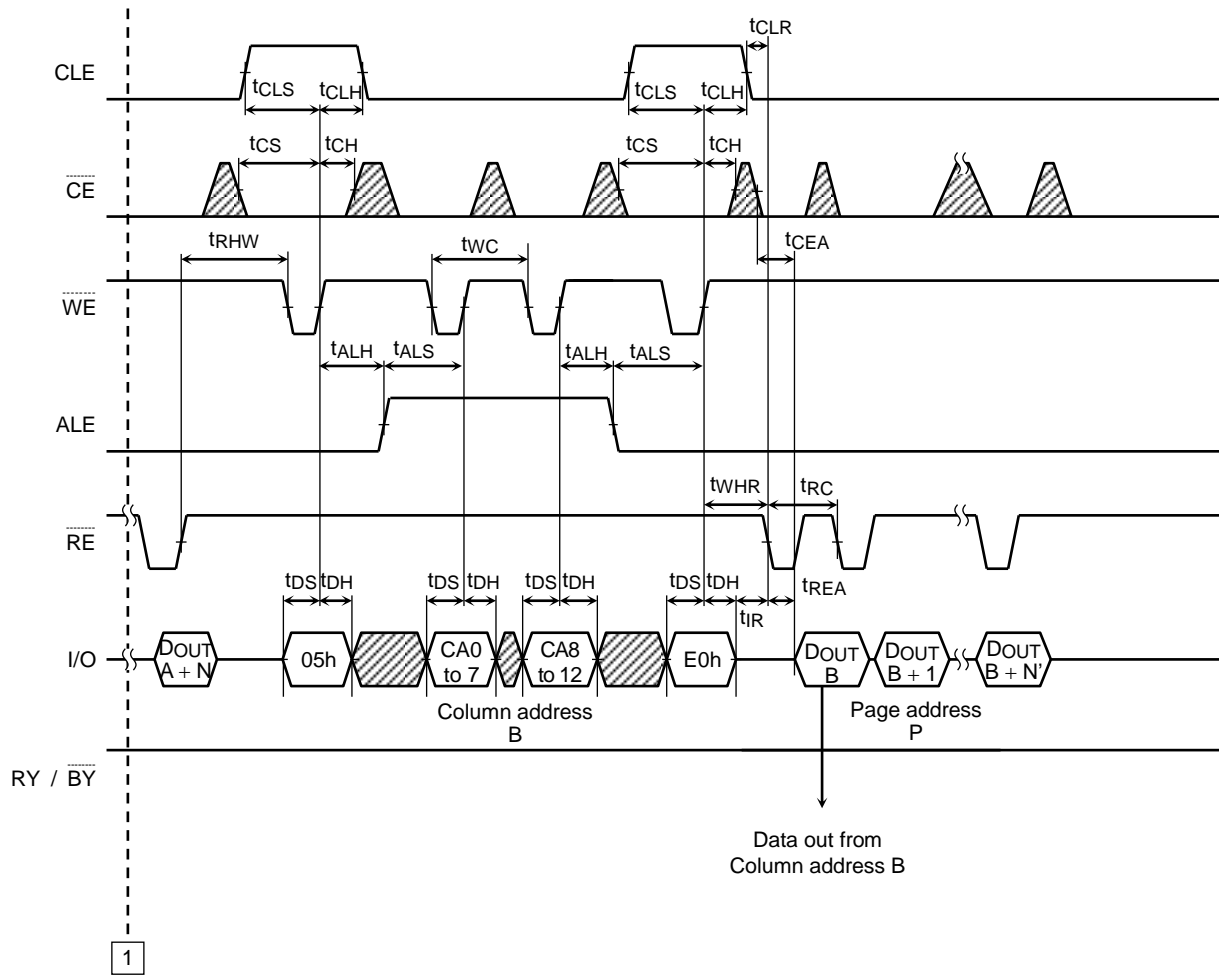 tCLR
CLE
tCLS tCLH tCLS tCLH
tCS tCH tCS tCH
CE
tCEA
tRHW tWC
WE
tALH tALS tALH tALS
ALE
tWHR tRC
RE
tDS tDH tDS tDH tDS tDH tDS tDH tREA
tIR
I/O
DOUT
A + N
05h
CA0
to 7
CA8
to 12
E0h
DOUT
B
DOUT
B + 1
DOUT
B + N’
Column address
B
Page address
P
RY / BY
Data out from
Column address B
1